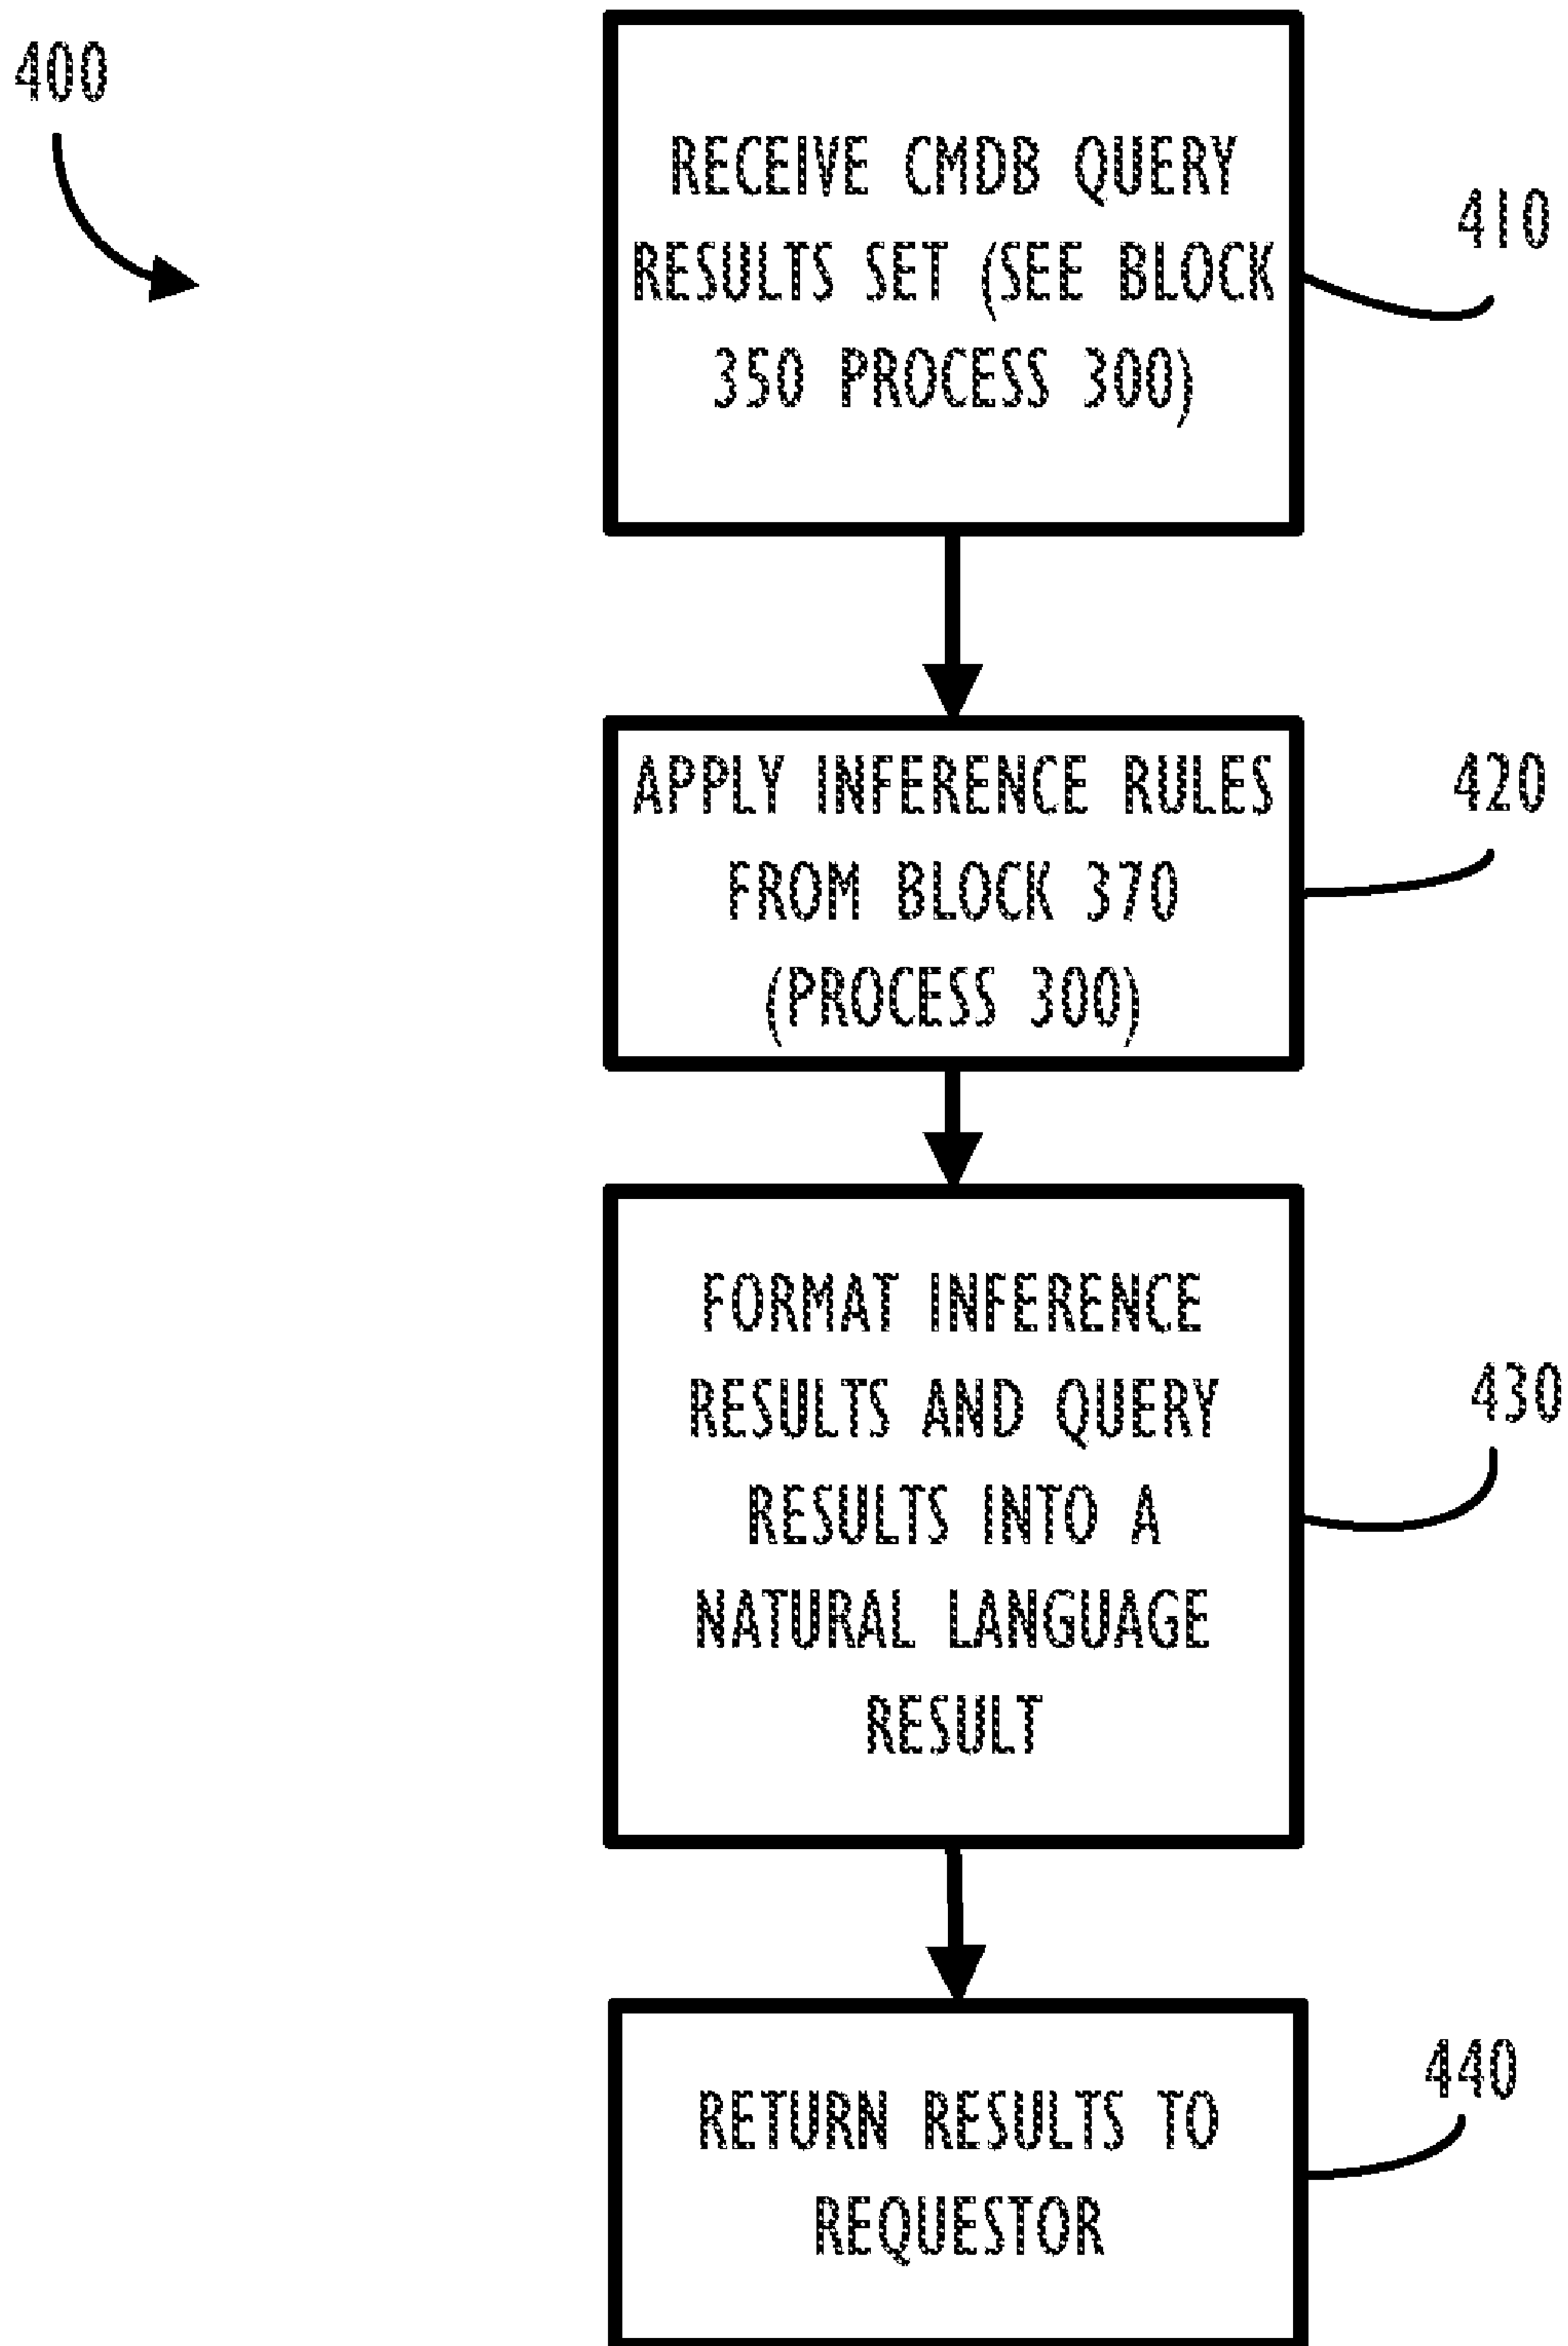 400
RECEIVE CMDB QUERY
RESULTS SET (SEE BLOCK
350 PROCESS 300)
410
APPLY INFERENCE RULES
FROM BLOCK 370
(PROCESS 300)
420
FORMAT INFERENCE
RESULTS AND QUERY
RESULTS INTO A
NATURAL LANGUAGE
RESULT
430
RETURN RESULTS TO
REQUESTOR
440